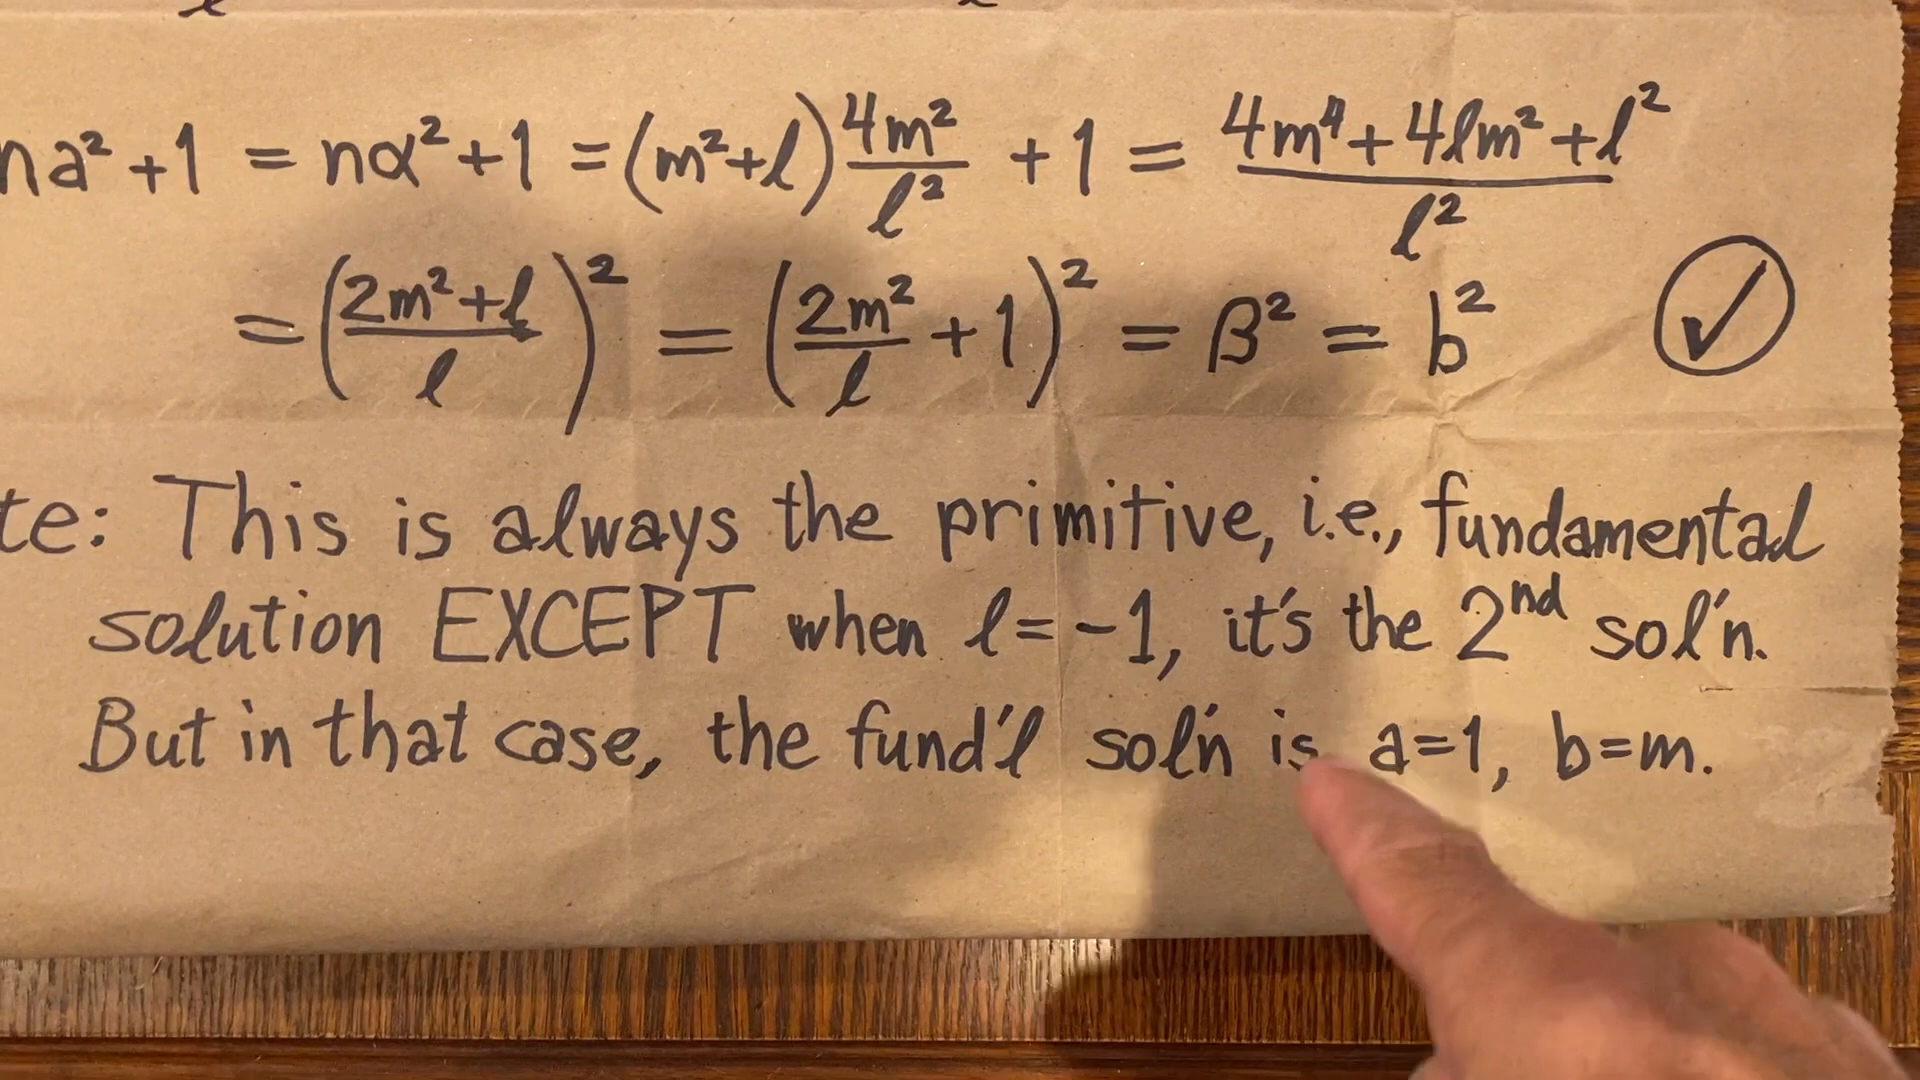 na² + 1 = nα² + 1 = (m² + l) 4m²/l² + 1 = (4m⁴ + 4lm² + l²)/l²
= ((2m² + l)/l)² = (2m²/l + 1)² = β² = b² ✓
te: This is always the primitive, i.e., fundamental
solution EXCEPT when l = -1, it's the 2nd sol'n.
But in that case, the fund'l sol'n is a=1, b=m.